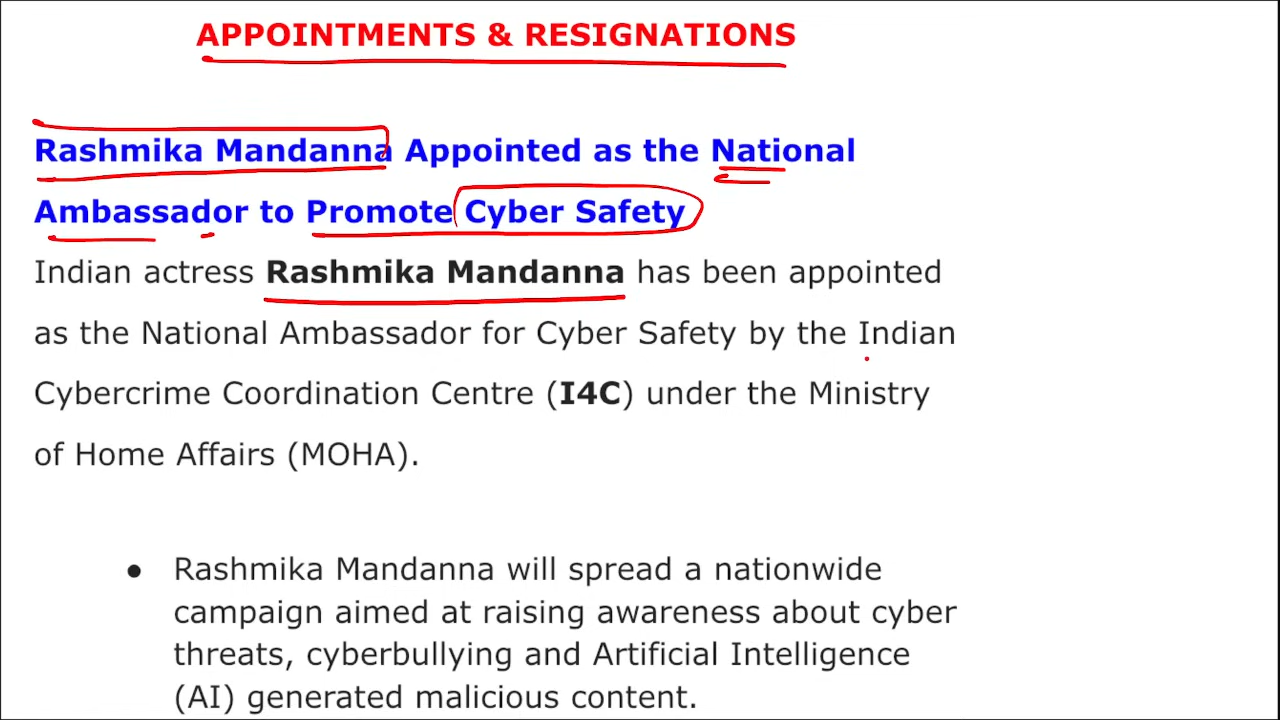 APPOINTMENTS & RESIGNATIONS
Rashmika Mandanna Appointed as the National
Ambassador to Promote Cyber Safety
Indian actress Rashmika Mandanna has been appointed
as the National Ambassador for Cyber Safety by the Indian
Cybercrime Coordination Centre (I4C) under the Ministry
of Home Affairs (MOHA).
● Rashmika Mandanna will spread a nationwide
campaign aimed at raising awareness about cyber
threats, cyberbullying and Artificial Intelligence
(AI) generated malicious content.